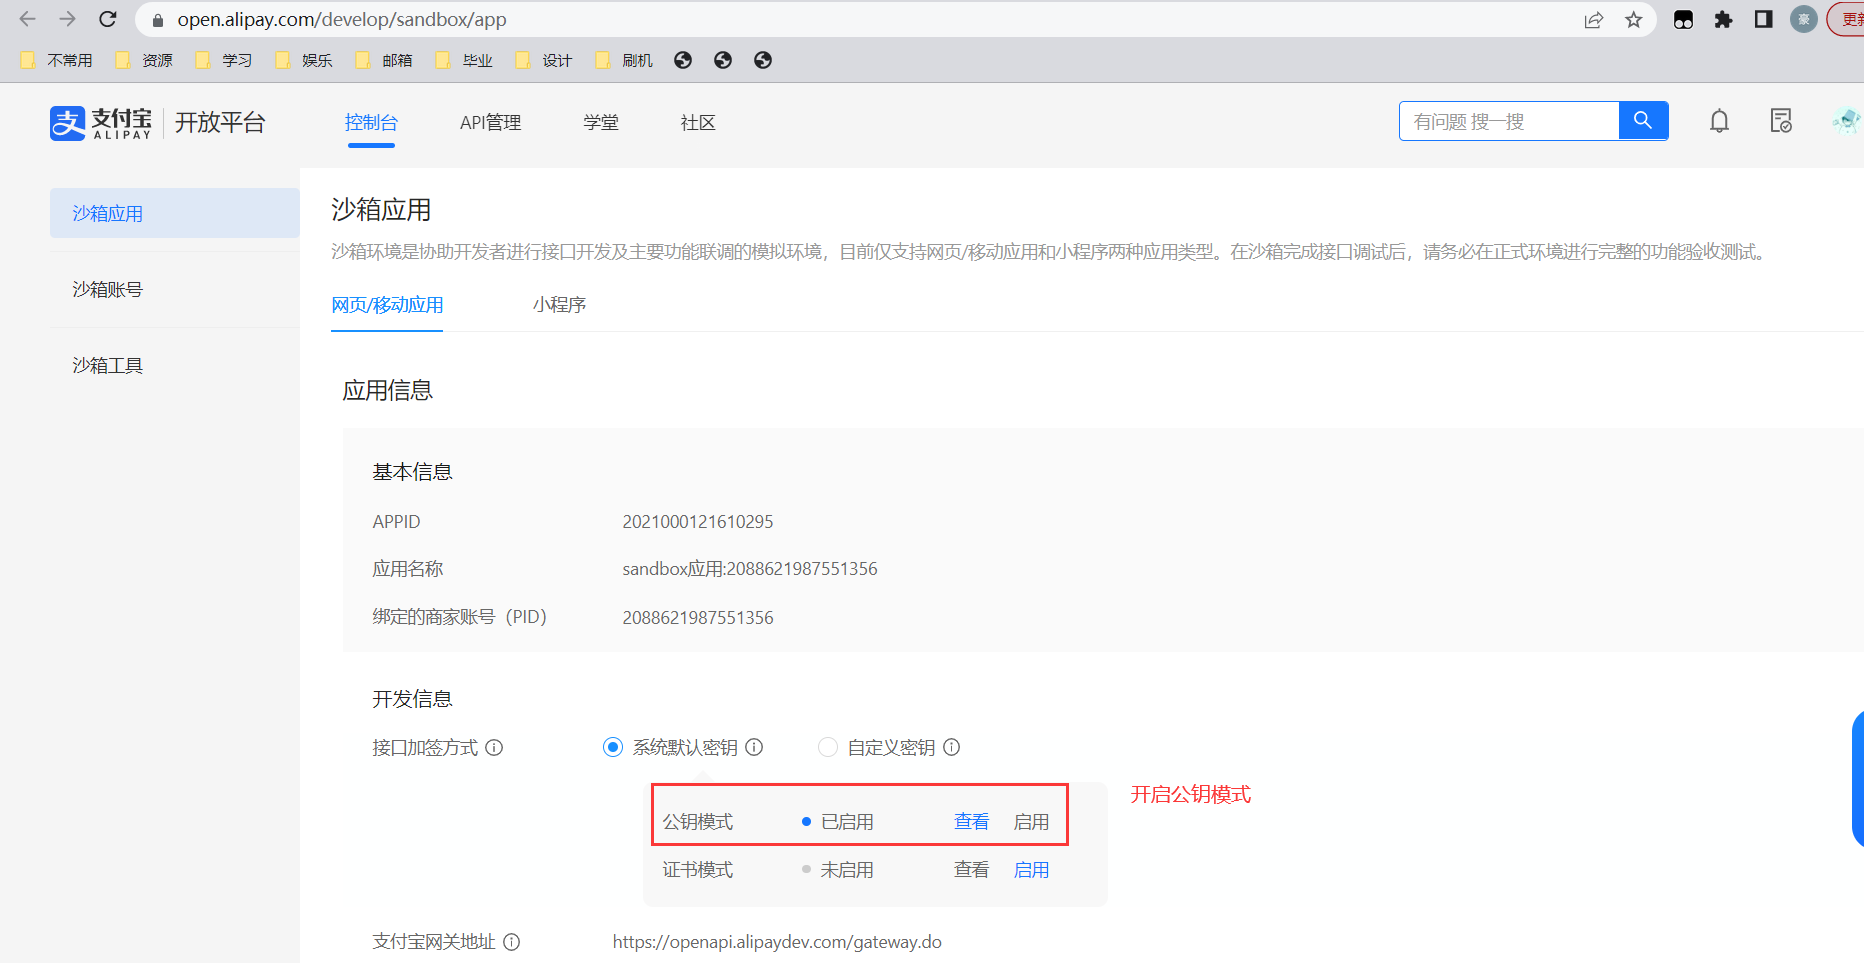 open.alipay.com/develop/sandbox/app
豪
不常用 资源 学习 娱乐 邮箱 毕业 设计 刷机
支 支付宝 ALIPAY 开放平台 控制台 API管理 学堂 社区 有问题 搜一搜
沙箱应用
沙箱账号
沙箱工具
沙箱应用
沙箱环境是协助开发者进行接口开发及主要功能联调的模拟环境，目前仅支持网页/移动应用和小程序两种应用类型。在沙箱完成接口调试后，请务必在正式环境进行完整的功能验收测试。
网页/移动应用 小程序
应用信息
基本信息
APPID 2021000121610295
应用名称 sandbox应用:2088621987551356
绑定的商家账号（PID） 2088621987551356
开发信息
接口加签方式 系统默认密钥 自定义密钥
开启公钥模式
公钥模式 已启用 查看 启用
证书模式 未启用 查看 启用
支付宝网关地址 https://openapi.alipaydev.com/gateway.do